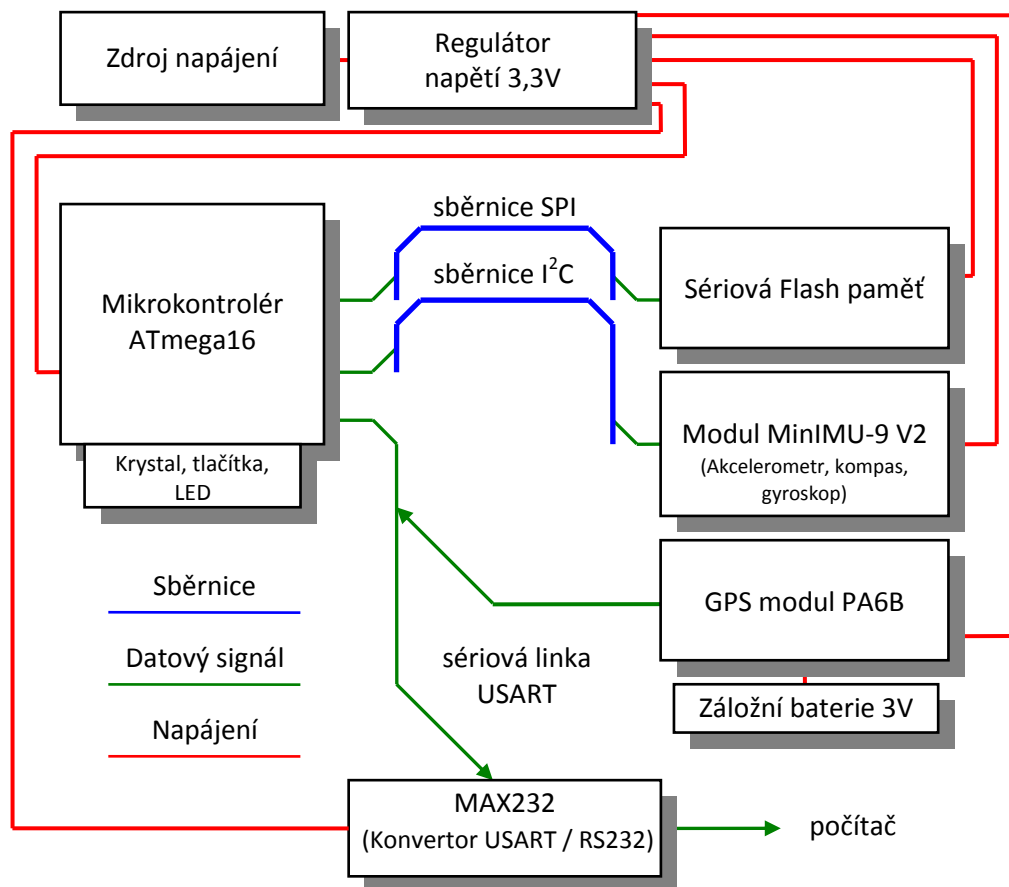 Zdroj napájení
Regulátor
napětí 3,3V
sběrnice SPI
sběrnice I²C
Mikrokontrolér
ATmega16
Sériová Flash paměť
Krystal, tlačítka,
LED
Modul MinIMU-9 V2
(Akcelerometr, kompas,
gyroskop)
Sběrnice
GPS modul PA6B
Datový signál
sériová linka
USART
Záložní baterie 3V
Napájení
MAX232
(Konvertor USART / RS232)
počítač